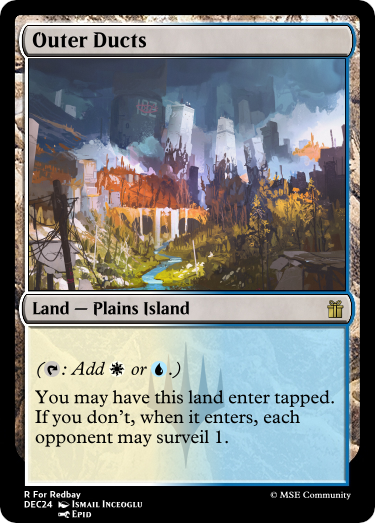 Outer Ducts
182
Land — Plains Island
(: Add or .)
You may have this land enter tapped.
If you don't, when it enters, each
opponent may surveil 1.
R For Redbay
DEC24 Ismail Inceoglu
© MSE Community
Epid